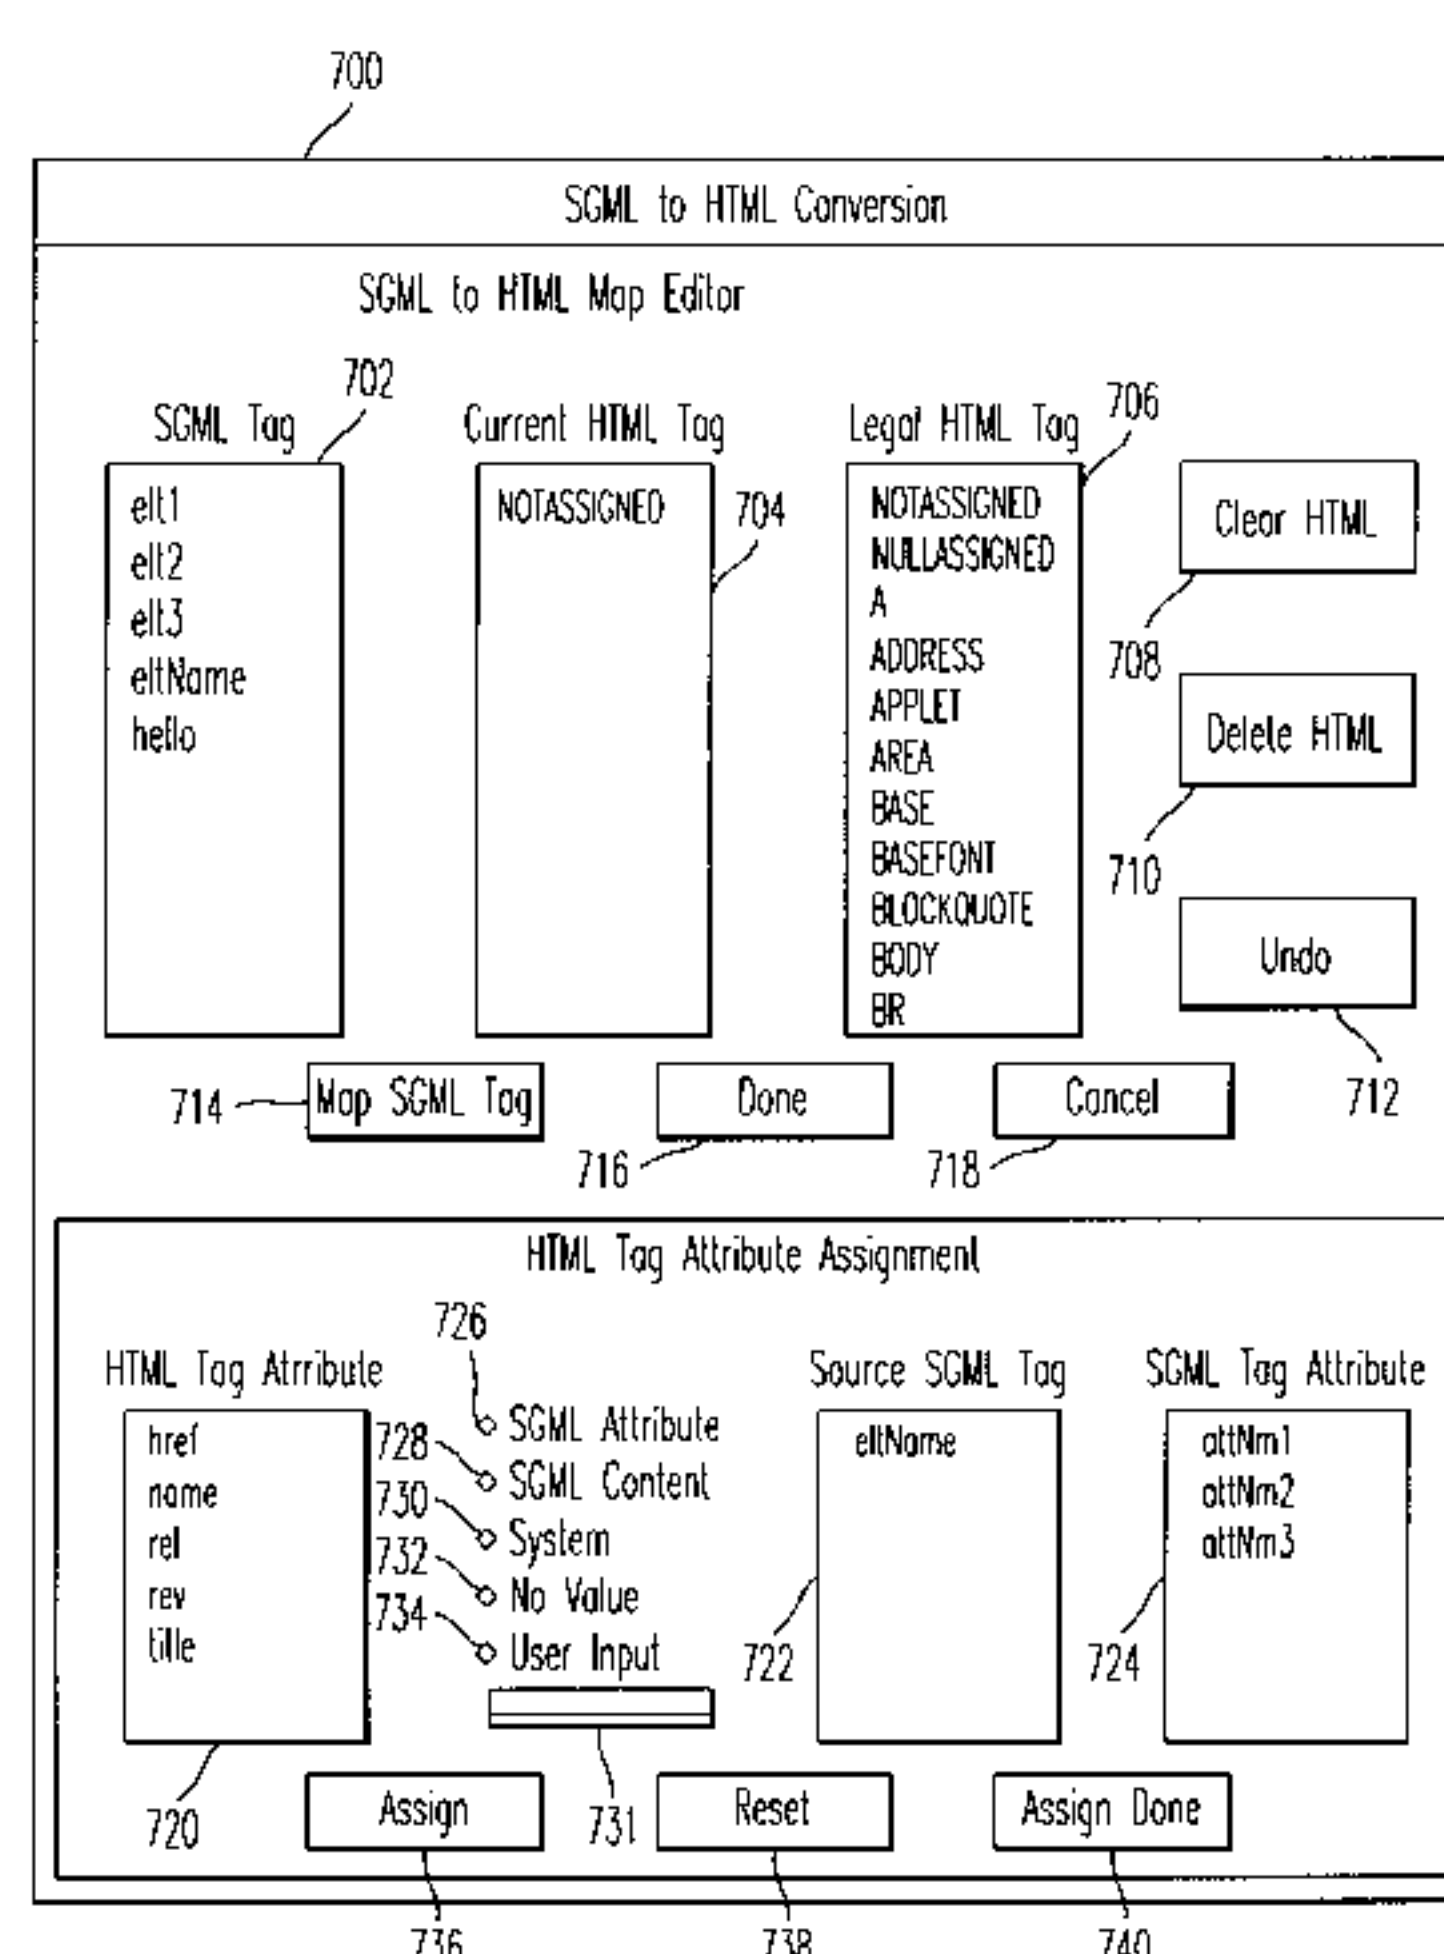 700
SGML to HTML Conversion
SGML to HTML Map Editor
702
706
SGML Tag
Current HTML Tag
Legal HTML Tag
elt1
elt2
elt3
eltName
hello
NOTASSIGNED
704
NOTASSIGNED
NULLASSIGNED
A
ADDRESS
APPLET
AREA
BASE
BASEFONT
BLOCKQUOTE
BODY
BR
Clear HTML
708
Delete HTML
710
Undo
712
714
Map SGML Tag
Done
Cancel
716
718
HTML Tag Attribute Assignment
726
HTML Tag Atrribute
Source SGML Tag
SGML Tag Attribute
href
name
rel
rev
title
728
730
732
734
SGML Attribute
SGML Content
System
No Value
User Input
eltName
722
attNm1
attNm2
attNm3
724
720
Assign
731
Reset
Assign Done
736
738
740